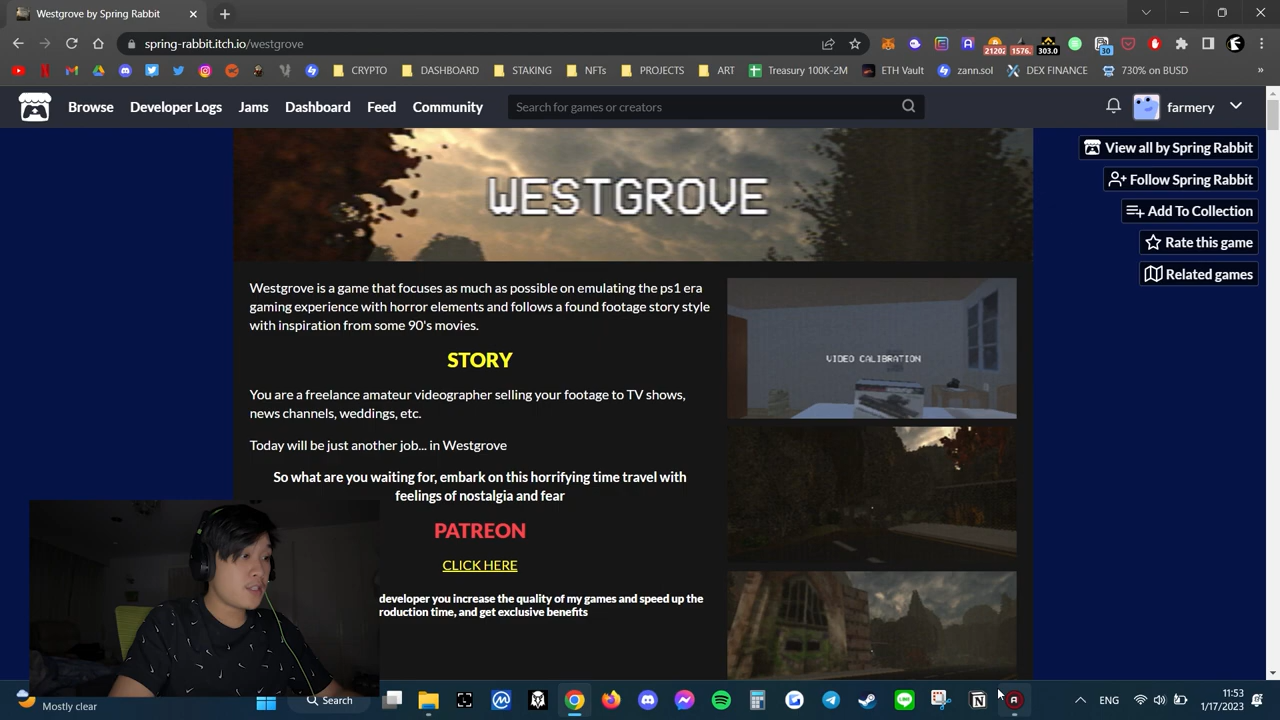 Westgrove by Spring Rabbit
spring-rabbit.itch.io/westgrove
21202 1576, 303.0 30
CRYPTO DASHBOARD STAKING NFTs PROJECTS ART Treasury 100K-2M ETH Vault zann.sol DEX FINANCE 730% on BUSD »
Browse Developer Logs Jams Dashboard Feed Community Search for games or creators farmery
WESTGROVE
View all by Spring Rabbit
Follow Spring Rabbit
Add To Collection
Rate this game
Related games
Westgrove is a game that focuses as much as possible on emulating the ps1 era
gaming experience with horror elements and follows a found footage story style
with inspiration from some 90's movies.
STORY
You are a freelance amateur videographer selling your footage to TV shows,
news channels, weddings, etc.
Today will be just another job... in Westgrove
So what are you waiting for, embark on this horrifying time travel with
feelings of nostalgia and fear
PATREON
CLICK HERE
developer you increase the quality of my games and speed up the
roduction time, and get exclusive benefits
VIDEO CALIBRATION
Mostly clear
Search
ENG
11:53
1/17/2023